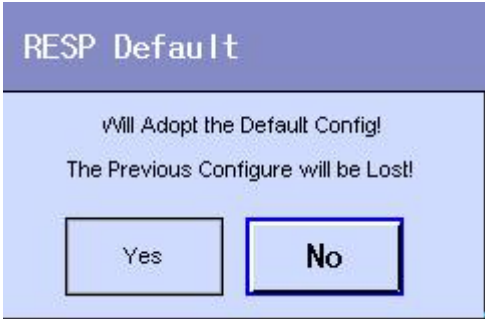 RESP Default
Will Adopt the Default Config!
The Previous Configure will be Lost!
Yes
No